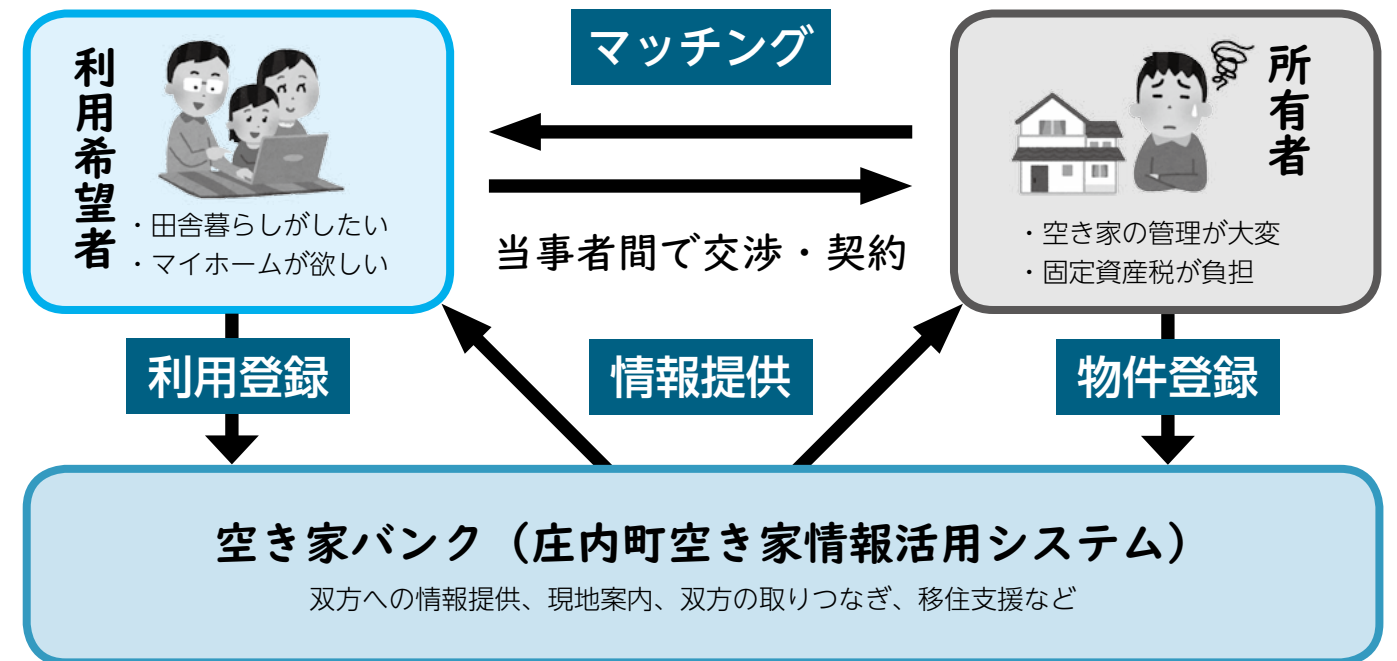 マッチング
利用希望者
・田舎暮らしがしたい
・マイホームが欲しい
所有者
・空き家の管理が大変
・固定資産税が負担
当事者間で交渉・契約
利用登録
情報提供
物件登録
空き家バンク（庄内町空き家情報活用システム）
双方への情報提供、現地案内、双方の取りつなぎ、移住支援など